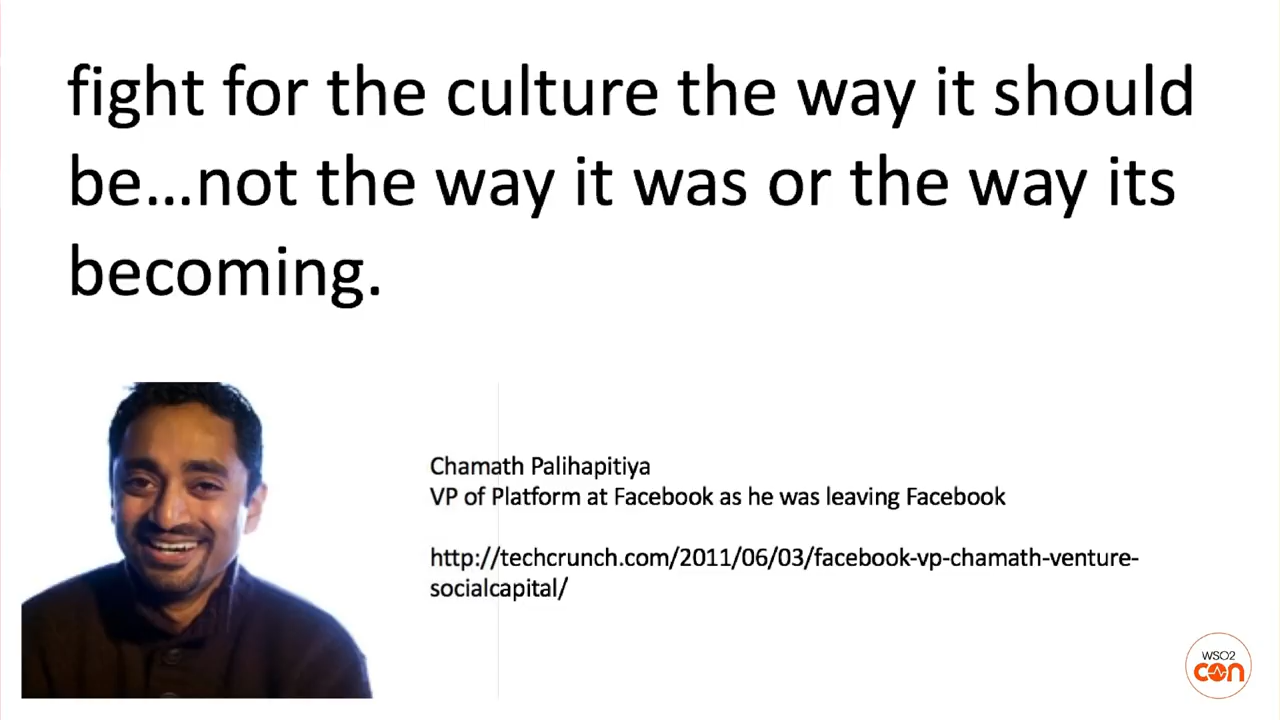 fight for the culture the way it should
be...not the way it was or the way its
becoming.
Chamath Palihapitiya
VP of Platform at Facebook as he was leaving Facebook
http://techcrunch.com/2011/06/03/facebook-vp-chamath-venture-
socialcapital/
WSO2
con